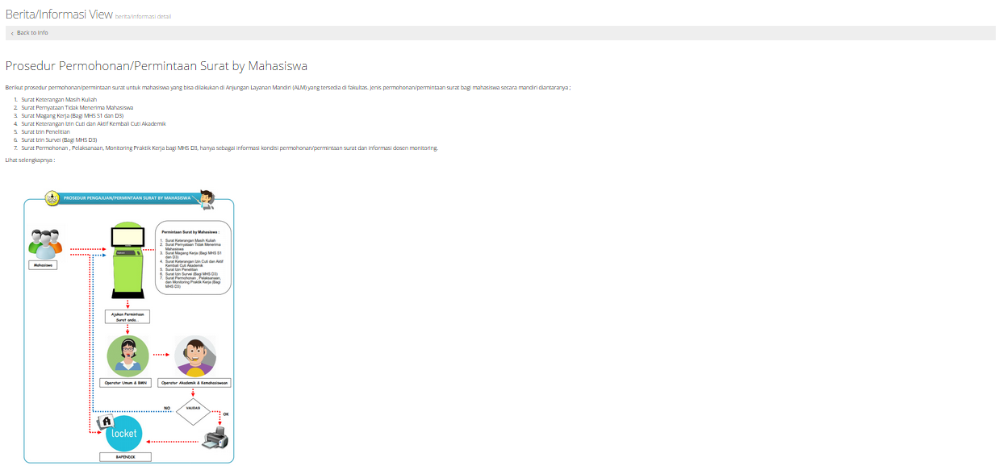 Berita/Informasi View berita/informasi detail
‹ Back to Info
Prosedur Permohonan/Permintaan Surat by Mahasiswa
Berikut prosedur permohonan/permintaan surat untuk mahasiswa yang bisa dilakukan di Anjungan Layanan Mandiri (ALM) yang tersedia di fakultas. Jenis permohonan/permintaan surat bagi mahasiswa secara mandiri diantaranya ;
1. Surat Keterangan Masih Kuliah
2. Surat Pernyataan Tidak Menerima Mahasiswa
3. Surat Magang Kerja (Bagi MHS S1 dan D3)
4. Surat Keterangan Izin Cuti dan Aktif Kembali Cuti Akademik
5. Surat Izin Penelitian
6. Surat Izin Survei (Bagi MHS D3)
7. Surat Permohonan , Pelaksanaan, Monitoring Praktik Kerja bagi MHS D3, hanya sebagai informasi kondisi permohonan/permintaan surat dan informasi dosen monitoring.
Lihat selengkapnya :
PROSEDUR PENGAJUAN/PERMINTAAN SURAT BY MAHASISWA
Mahasiswa
Permintaan Surat by Mahasiswa :
1. Surat Keterangan Masih Kuliah
2. Surat Pernyataan Tidak Menerima
Mahasiswa
3. Surat Magang Kerja (Bagi MHS S1
dan D3)
4. Surat Keterangan Izin Cuti dan Aktif
Kembali Cuti Akademik
5. Surat Izin Penelitian
6. Surat Izin Survei (Bagi MHS D3)
7. Surat Permohonan , Pelaksanaan,
dan Monitoring Praktik Kerja (Bagi
MHS D3)
Ajukan Permintaan
Surat anda...
Operator Umum & BMN
Operator Akademik & Kemahasiswaan
NO
VALIDASI
OK
A
locket
BAPENDIK